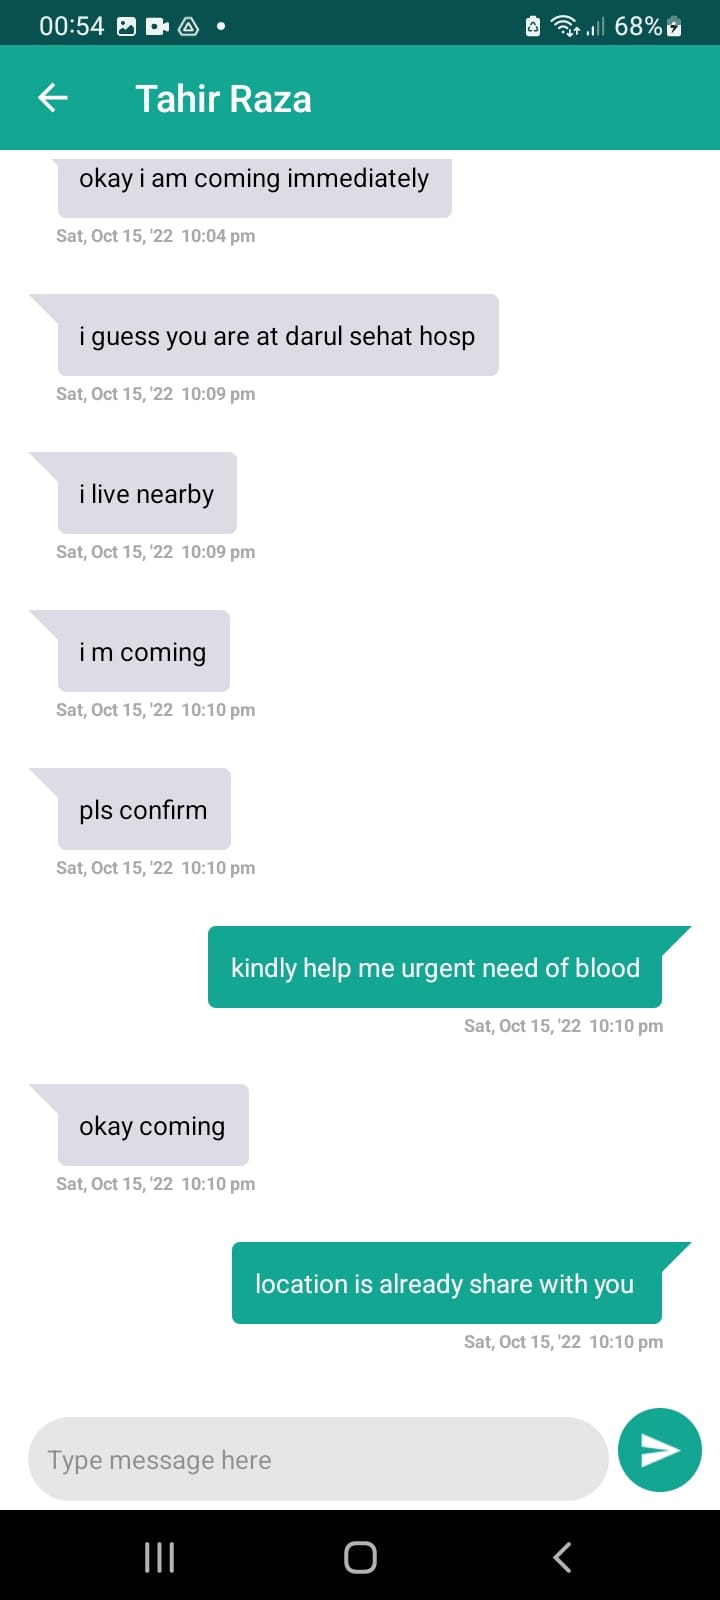 00:54 68%
Tahir Raza
okay i am coming immediately
Sat, Oct 15, '22 10:04 pm
i guess you are at darul sehat hosp
Sat, Oct 15, '22 10:09 pm
i live nearby
Sat, Oct 15, '22 10:09 pm
i m coming
Sat, Oct 15, '22 10:10 pm
pls confirm
Sat, Oct 15, '22 10:10 pm
kindly help me urgent need of blood
Sat, Oct 15, '22 10:10 pm
okay coming
Sat, Oct 15, '22 10:10 pm
location is already share with you
Sat, Oct 15, '22 10:10 pm
Type message here